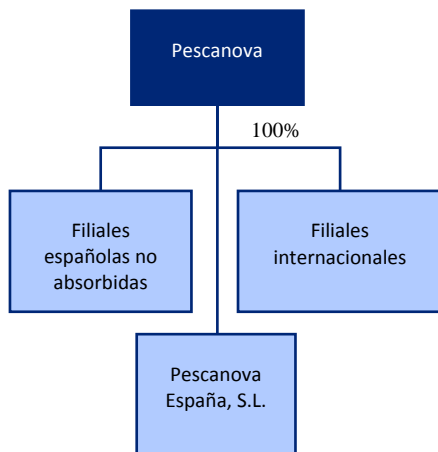 Pescanova
100%
Filiales
españolas no
absorbidas
Filiales
internacionales
Pescanova
España, S.L.